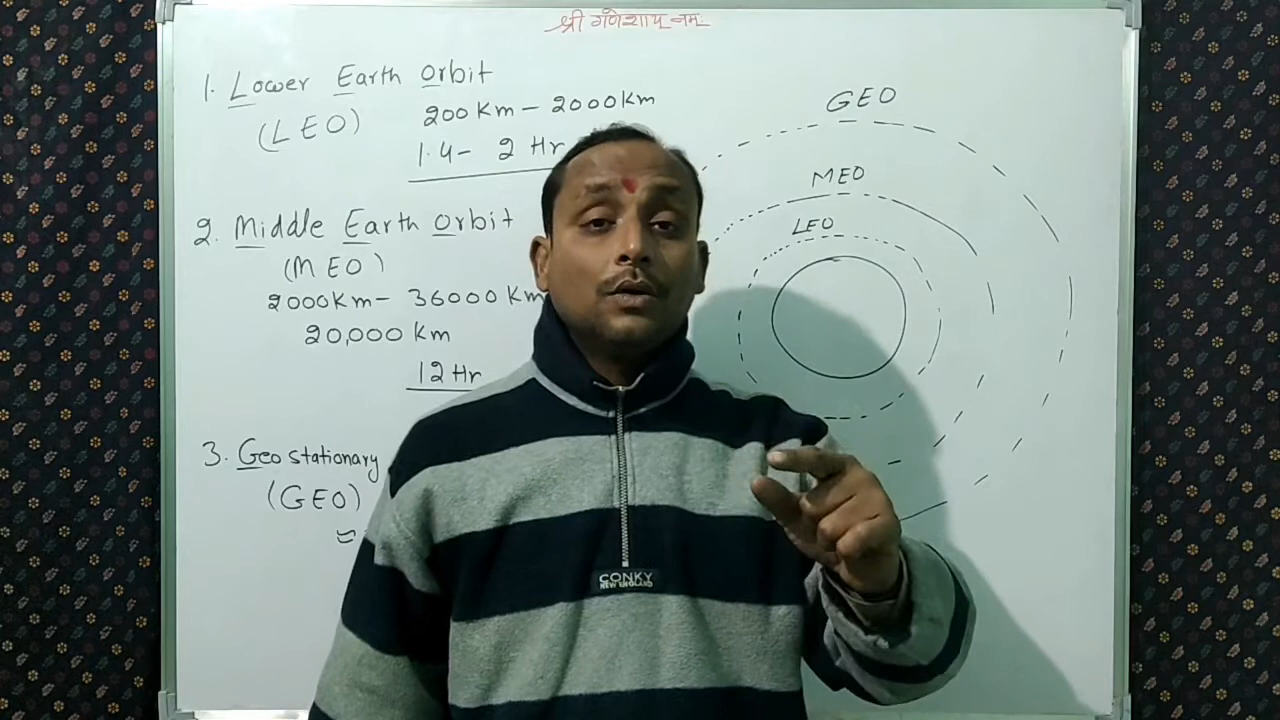 श्री गणेशाय नमः
1. Lower Earth Orbit
(LEO)
200 Km - 2000 Km
1.4 - 2 Hr
2. Middle Earth Orbit
(MEO)
2000 Km - 36000 Km
20,000 Km
12 Hr
3. Geo stationary
(GEO)
≈
GEO
MEO
LEO
CONKY
NEW ENGLAND